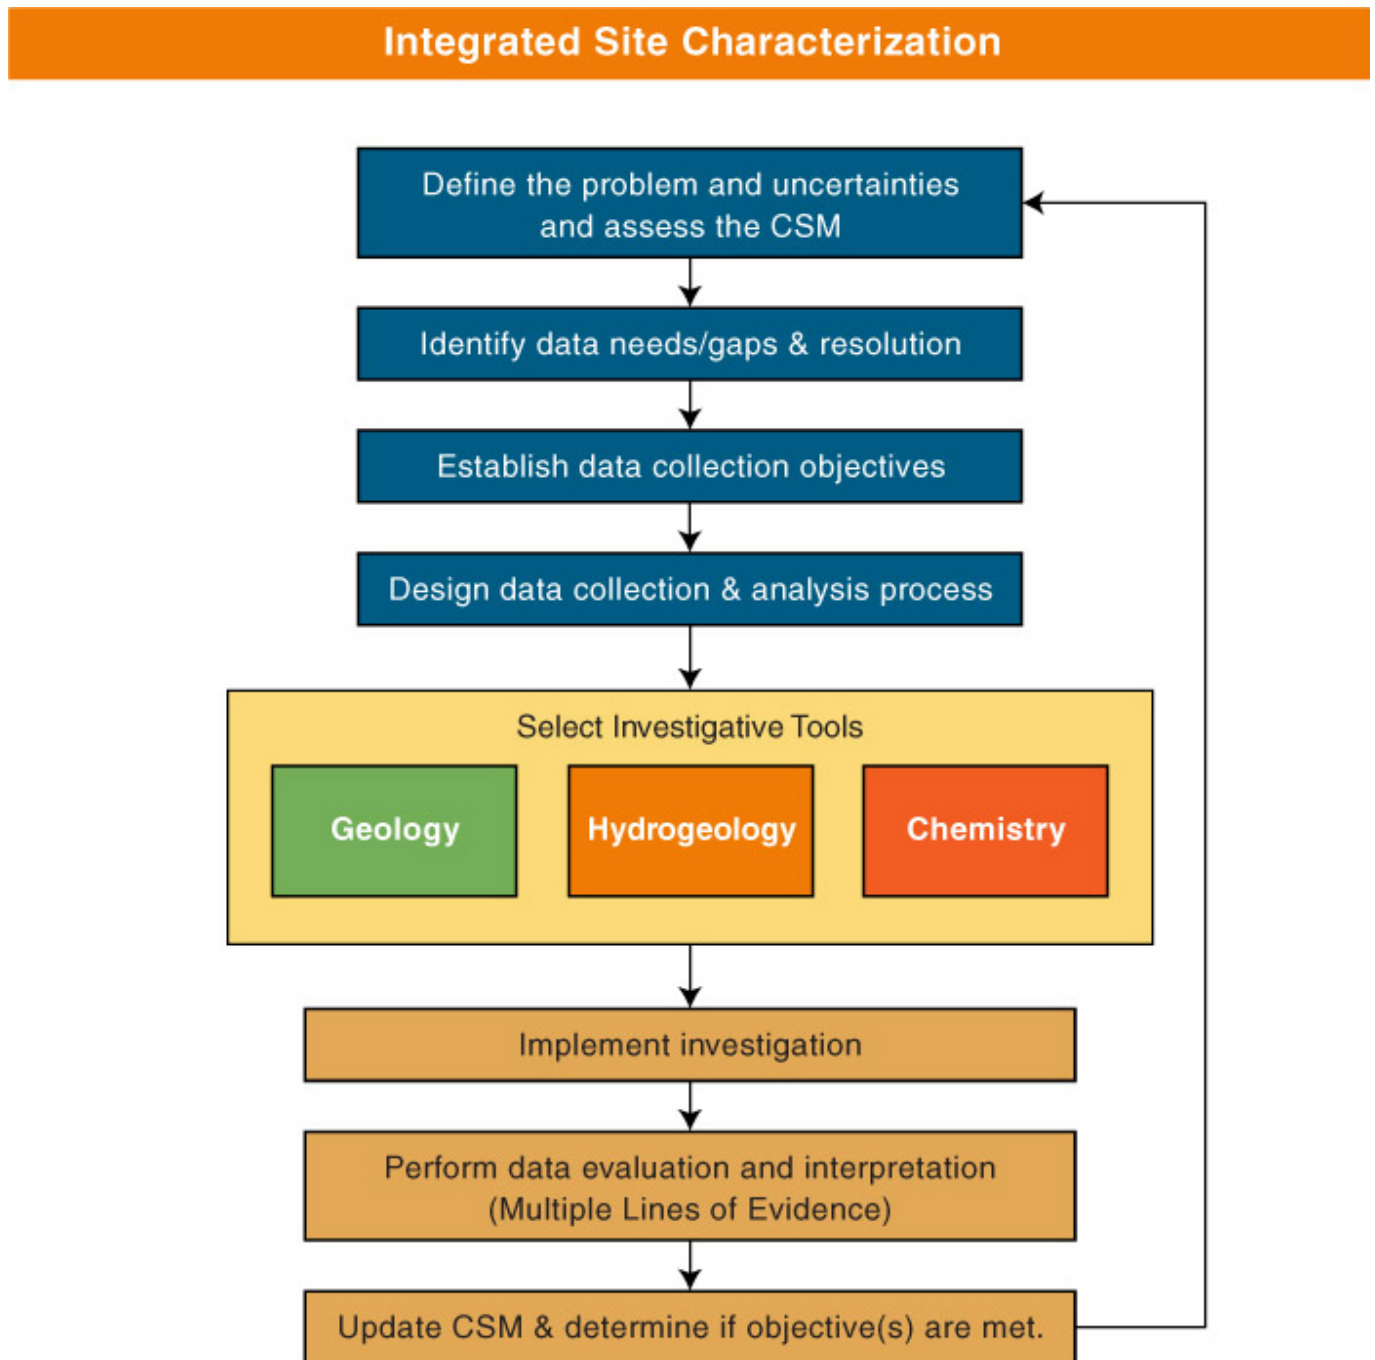 Integrated Site Characterization
Define the problem and uncertainties
and assess the CSM
Identify data needs/gaps & resolution
Establish data collection objectives
Design data collection & analysis process
Select Investigative Tools
Geology
Hydrogeology
Chemistry
Implement investigation
Perform data evaluation and interpretation
(Multiple Lines of Evidence)
Update CSM & determine if objective(s) are met.